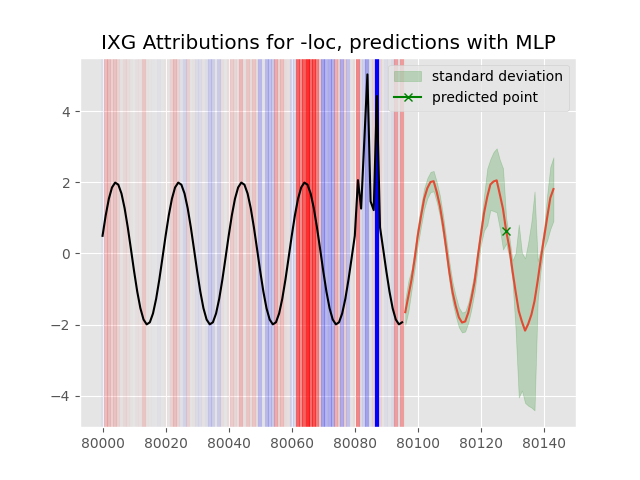 IXG Attributions for -loc, predictions with MLP
standard deviation
predicted point
4
2
0
−2
−4
80000 80020 80040 80060 80080 80100 80120 80140